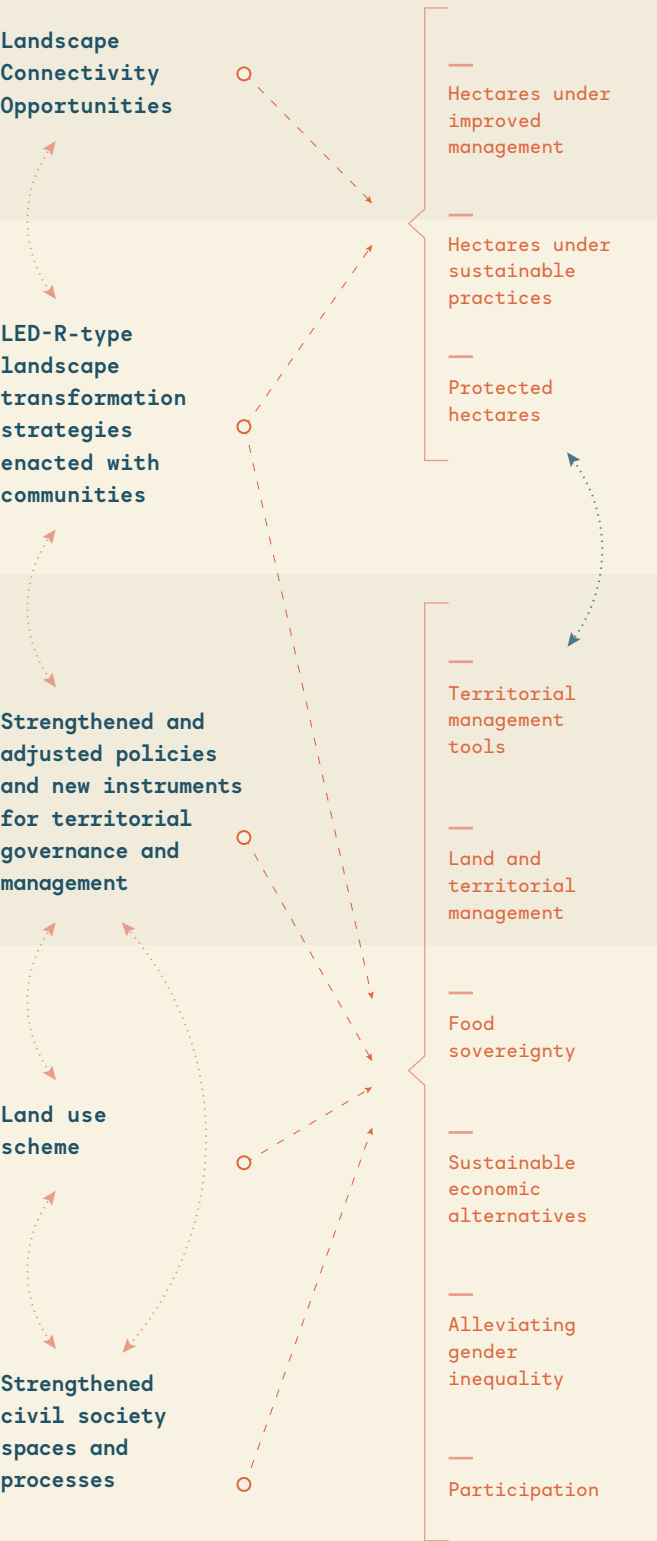 Landscape
Connectivity
Opportunities
LED-R-type
landscape
transformation
strategies
enacted with
communities
Strengthened and
adjusted policies
and new instruments
for territorial
governance and
management
Land use
scheme
Strengthened
civil society
spaces and
processes
Hectares under
improved
management
Hectares under
sustainable
practices
Protected
hectares
Territorial
management
tools
Land and
territorial
management
Food
sovereignty
Sustainable
economic
alternatives
Alleviating
gender
inequality
Participation